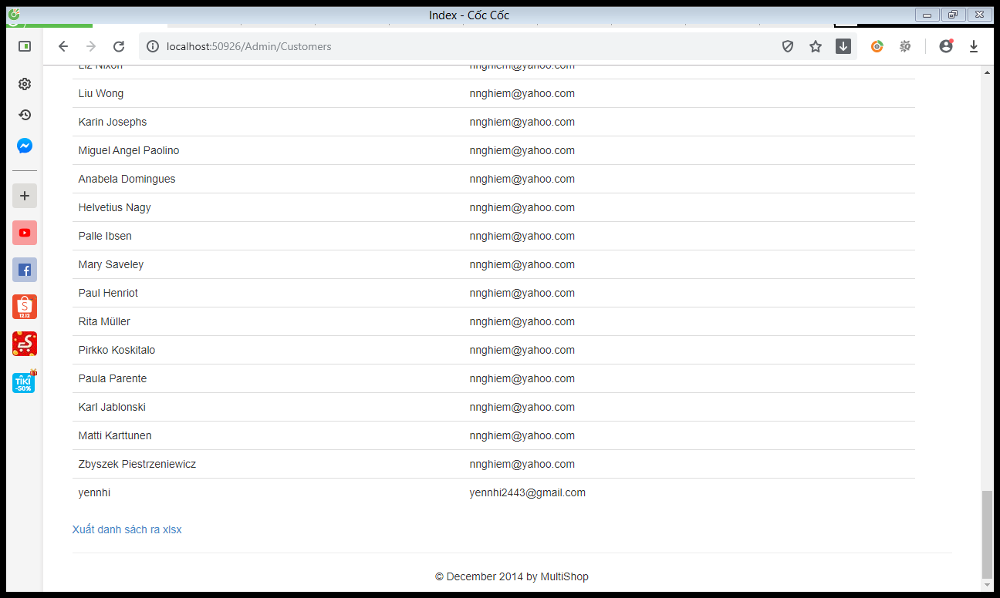 Index - Cốc Cốc
localhost:50926/Admin/Customers
Liz Nixon nnghiem@yahoo.com
Liu Wong nnghiem@yahoo.com
Karin Josephs nnghiem@yahoo.com
Miguel Angel Paolino nnghiem@yahoo.com
Anabela Domingues nnghiem@yahoo.com
Helvetius Nagy nnghiem@yahoo.com
Palle Ibsen nnghiem@yahoo.com
Mary Saveley nnghiem@yahoo.com
Paul Henriot nnghiem@yahoo.com
Rita Müller nnghiem@yahoo.com
Pirkko Koskitalo nnghiem@yahoo.com
Paula Parente nnghiem@yahoo.com
Karl Jablonski nnghiem@yahoo.com
Matti Karttunen nnghiem@yahoo.com
Zbyszek Piestrzeniewicz nnghiem@yahoo.com
yennhi yennhi2443@gmail.com
Xuất danh sách ra xlsx
© December 2014 by MultiShop
S
12.12
TIKI
-50%